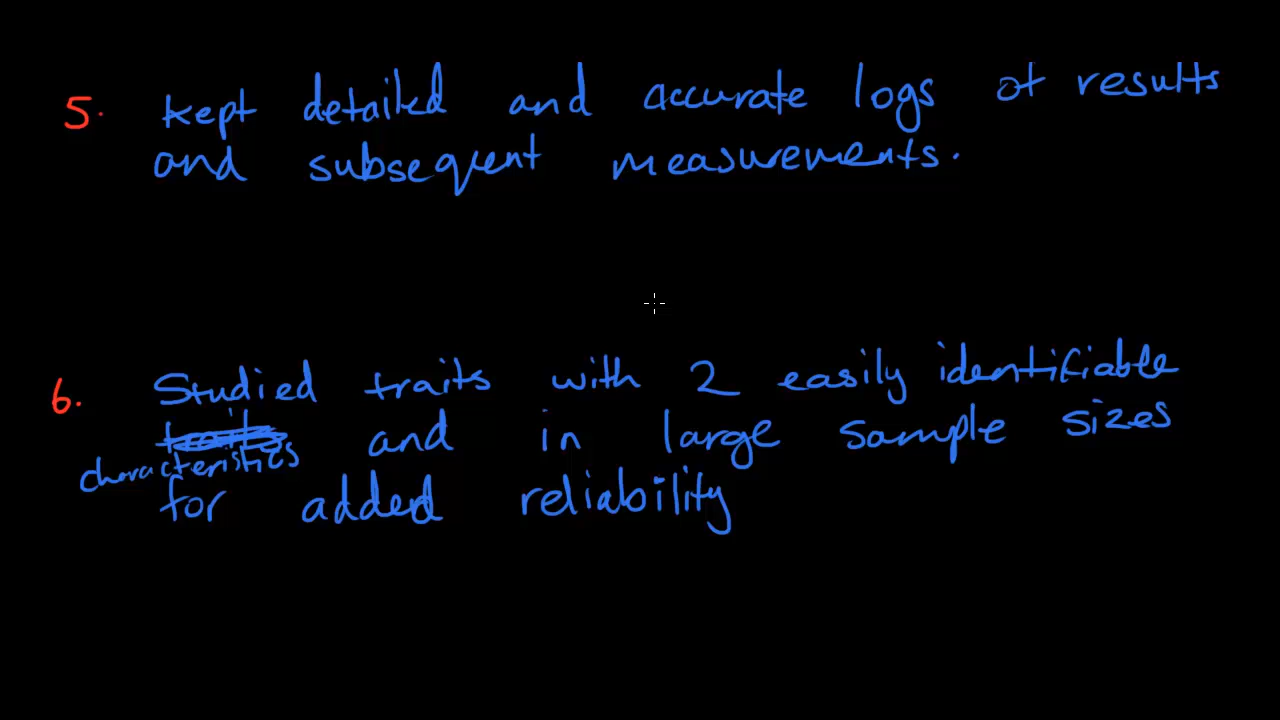 5. kept detailed and accurate logs of results
and subsequent measurements.
6. Studied traits with 2 easily identifiable
traits and in large sample sizes
characteristics
for added reliability